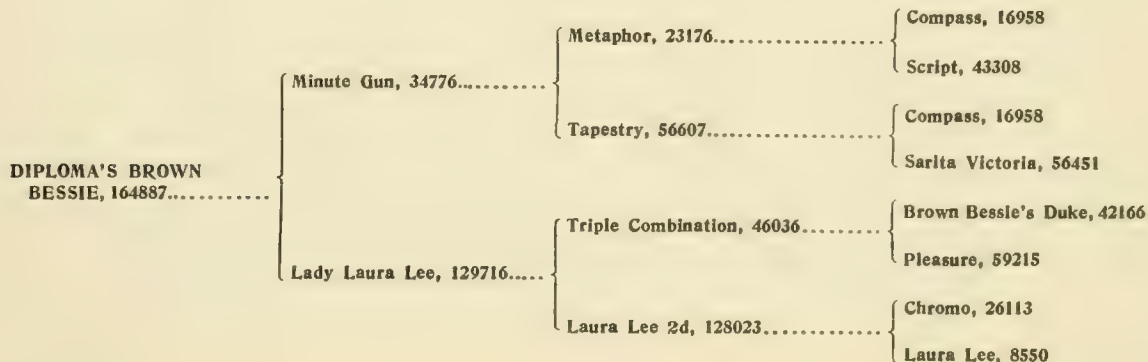 Compass, 16958
Metaphor, 23176
Script, 43308
Minute Gun, 34776
Compass, 16958
Tapestry, 56607
Sarita Victoria, 56451
DIPLOMA'S BROWN
BESSIE, 164887
Brown Bessie's Duke, 42166
Triple Combination, 46036
Pleasure, 59215
Lady Laura Lee, 129716
Chromo, 26113
Laura Lee 2d, 128023
Laura Lee, 8550